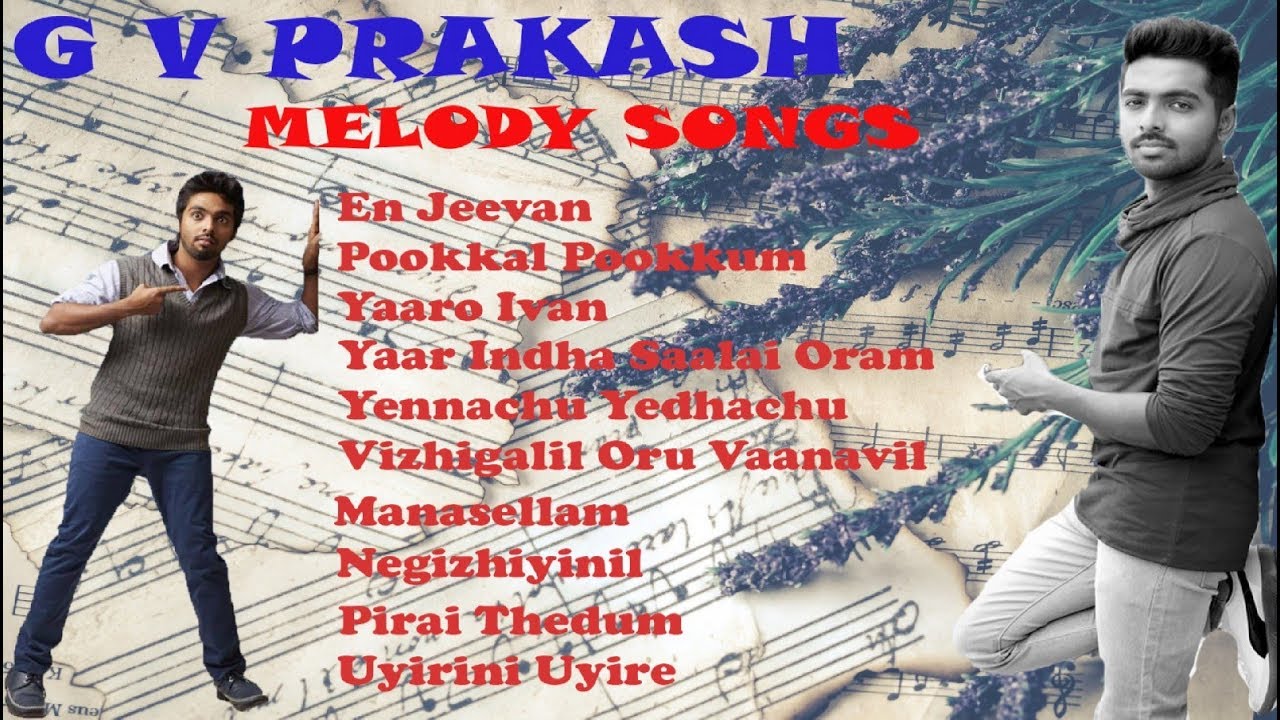 G V PRAKASH
MELODY SONGS
En Jeevan
Pookkal Pookkum
Yaaro Ivan
Yaar Indha Saalai Oram
Yennachu Yedhachu
Vizhigalil Oru Vaanavil
Manasellam
Negizhiyinil
Pirai Thedum
Uyirini Uyire